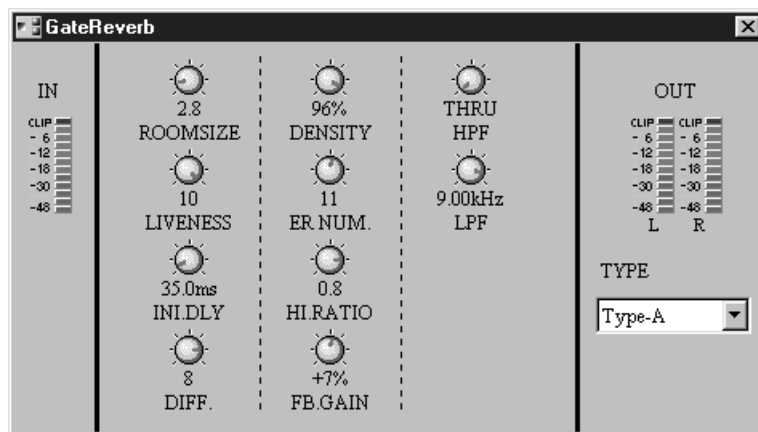 GateReverb
IN
CLIP
- 6
-12
-18
-30
-48
2.8
ROOMSIZE
10
LIVENESS
35.0ms
INI.DLY
8
DIFF.
96%
DENSITY
11
ER NUM.
0.8
HI.RATIO
+7%
FB.GAIN
THRU
HPF
9.00kHz
LPF
OUT
CLIP CLIP
- 6 - 6
-12 -12
-18 -18
-30 -30
-48 -48
L R
TYPE
Type-A